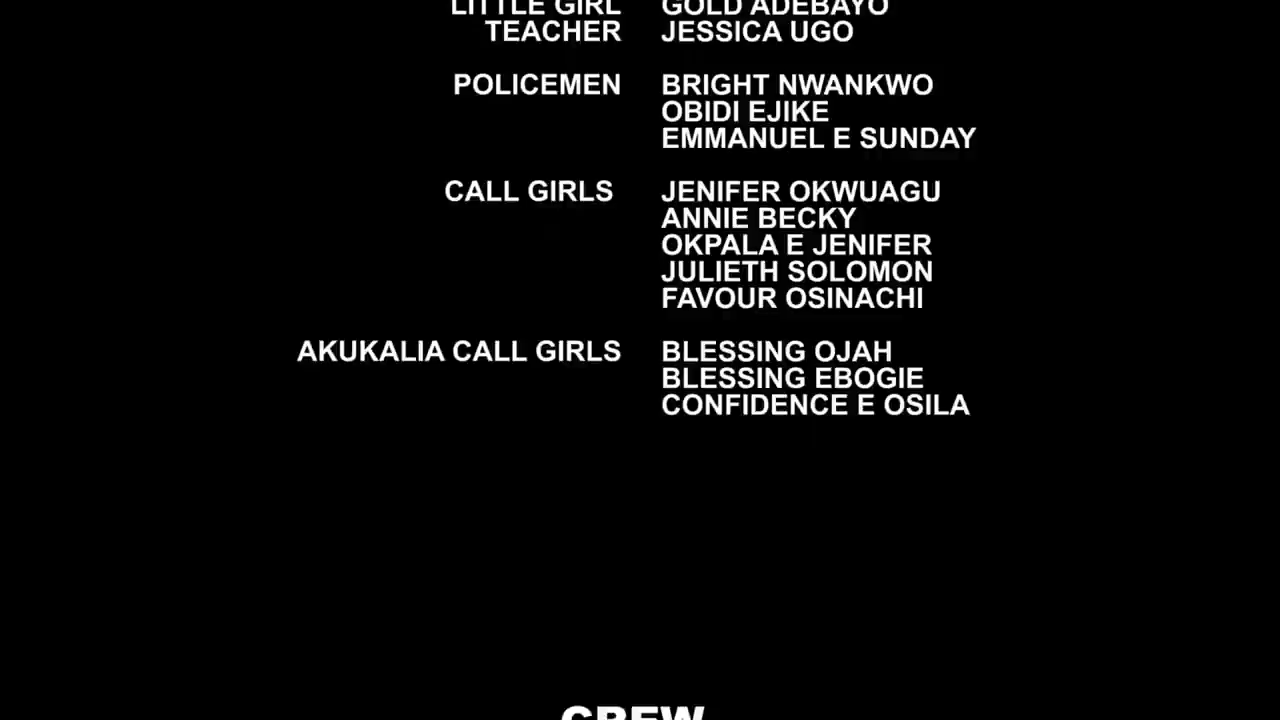 LITTLE GIRL GOLD ADEBAYO
TEACHER JESSICA UGO
POLICEMEN BRIGHT NWANKWO
OBIDI EJIKE
EMMANUEL E SUNDAY
CALL GIRLS JENIFER OKWUAGU
ANNIE BECKY
OKPALA E JENIFER
JULIETH SOLOMON
FAVOUR OSINACHI
AKUKALIA CALL GIRLS BLESSING OJAH
BLESSING EBOGIE
CONFIDENCE E OSILA
CREW